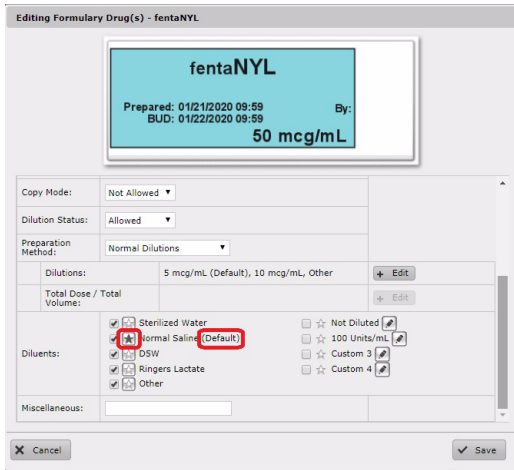 Editing Formulary Drug(s) - fentaNYL
fentaNYL
Prepared: 01/21/2020 09:59 By:
BUD: 01/22/2020 09:59
50 mcg/mL
Copy Mode: Not Allowed
Dilution Status: Allowed
Preparation Method: Normal Dilutions
Dilutions: 5 mcg/mL (Default), 10 mcg/mL, Other + Edit
Total Dose / Total Volume: + Edit
Diluents:
Sterilized Water Not Diluted
Normal Saline (Default) 100 Units/mL
D5W Custom 3
Ringers Lactate Custom 4
Other
Miscellaneous:
X Cancel Save